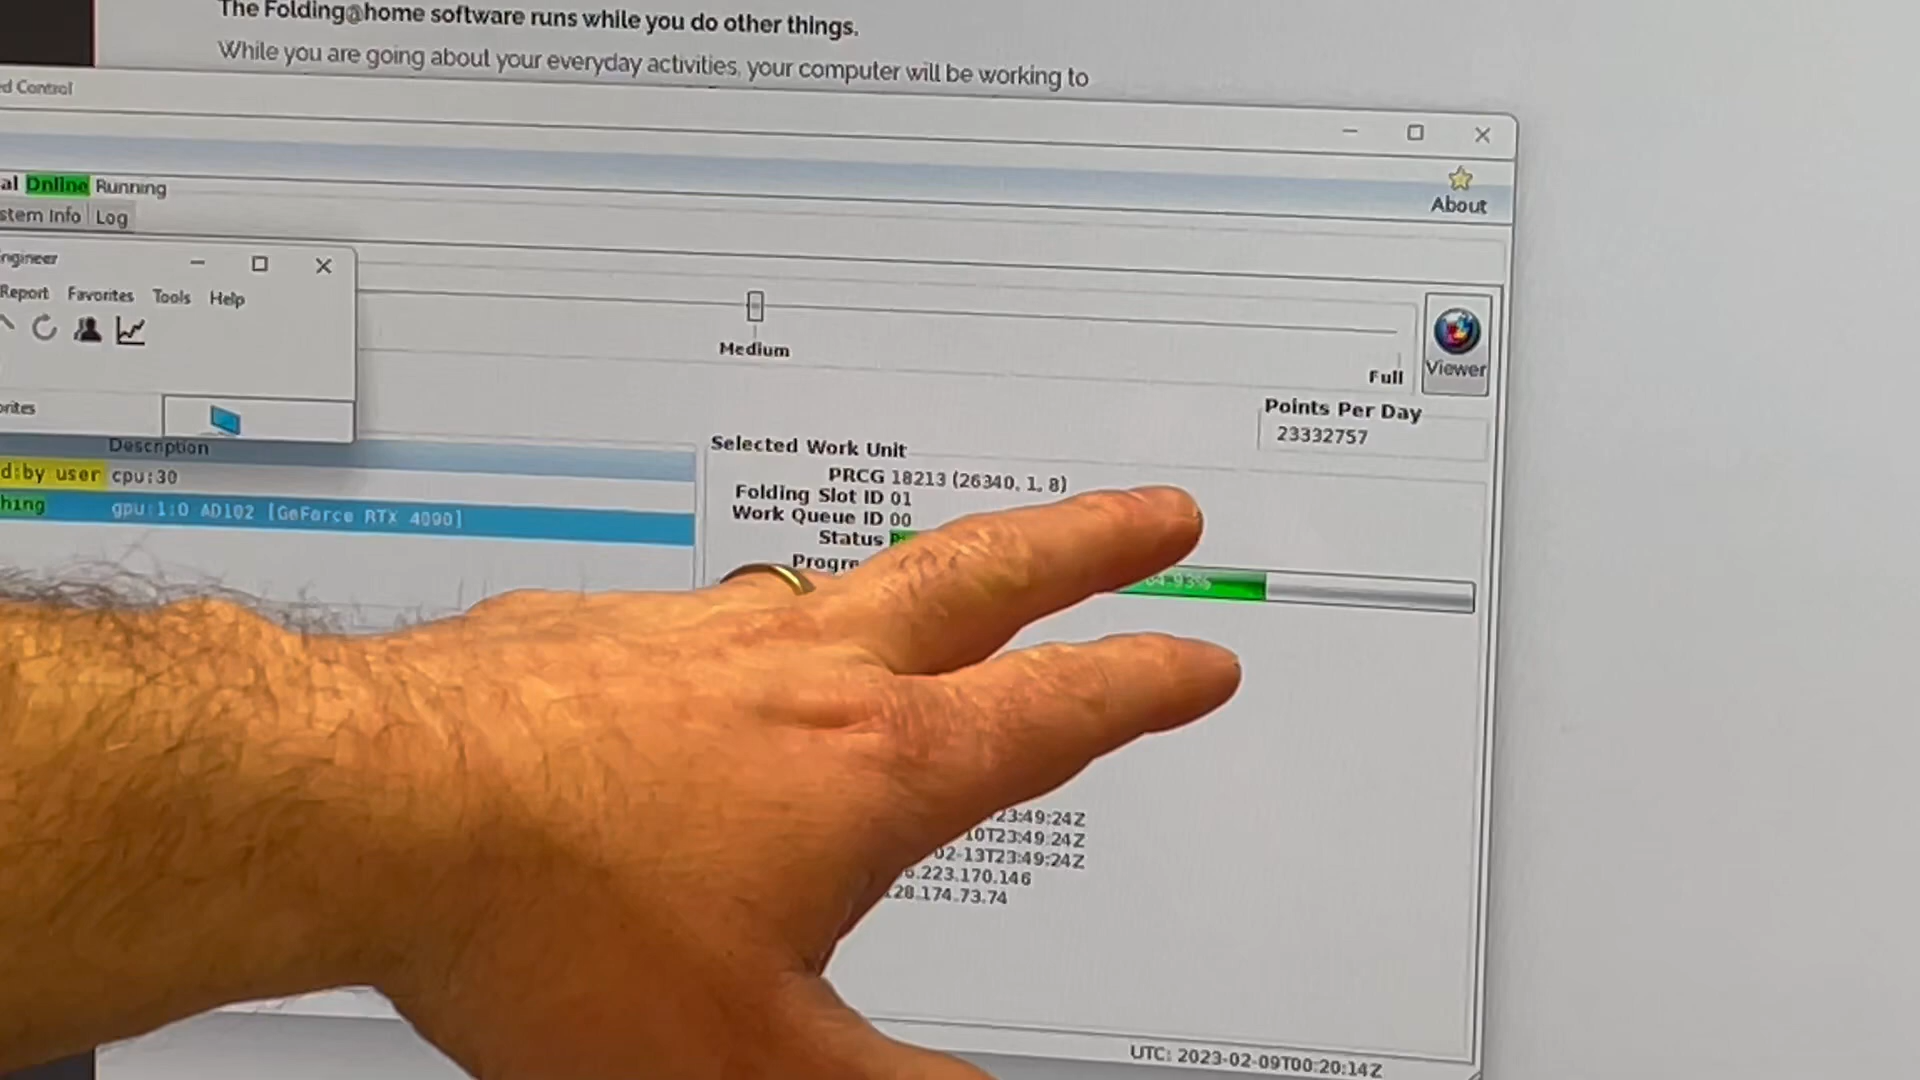 The Folding@home software runs while you do other things.
While you are going about your everyday activities, your computer will be working to
ed Control
al Online Running
About
stem Info Log
ngineer
Report Favorites Tools Help
Medium
Full
Viewer
orites
Points Per Day
23332757
Description
Selected Work Unit
d:by user cpu:30
PRCG 18213 (26340, 1, 8)
hing gpu:1:0 AD102 [GeForce RTX 4090]
Folding Slot ID 01
Work Queue ID 00
Status
Progre
4.93%
23:49:24Z
10T23:49:24Z
02-13T23:49:24Z
.223.170.146
28.174.73.74
UTC: 2023-02-09T00:20:14Z